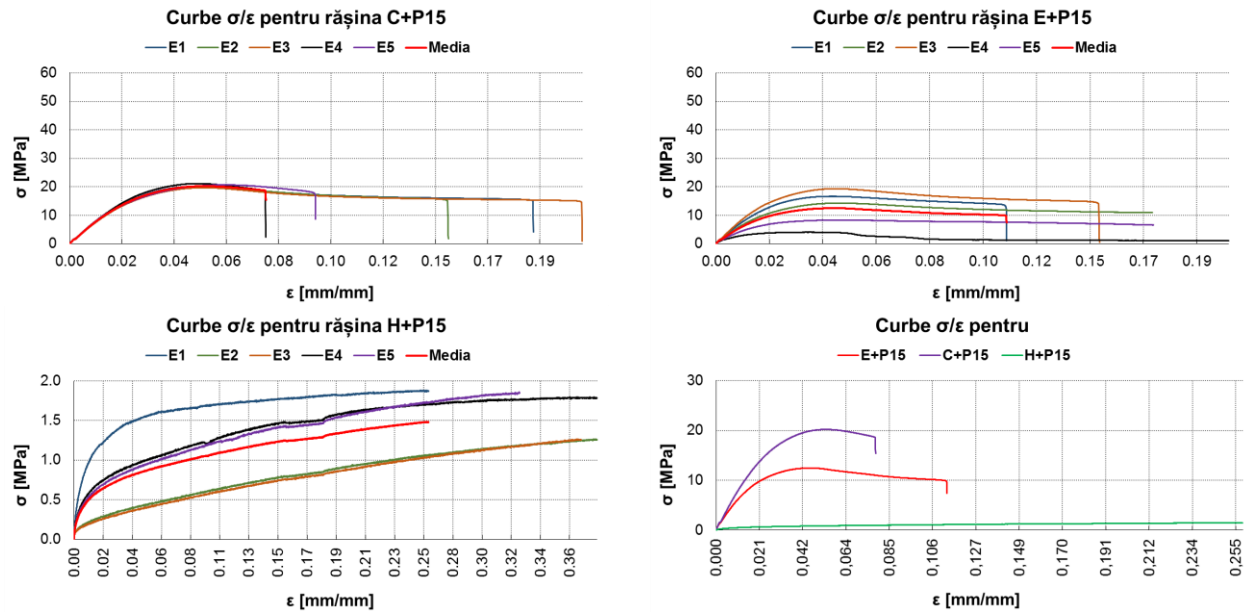 Curbe σ/ε pentru rășina C+P15
E1 E2 E3 E4 E5 Media
60
50
40
30
20
10
0
σ [MPa]
0.00 0.02 0.04 0.06 0.08 0.10 0.12 0.15 0.17 0.19
ε [mm/mm]
Curbe σ/ε pentru rășina E+P15
E1 E2 E3 E4 E5 Media
60
50
40
30
20
10
0
σ [MPa]
0.00 0.02 0.04 0.06 0.08 0.10 0.12 0.15 0.17 0.19
ε [mm/mm]
Curbe σ/ε pentru rășina H+P15
E1 E2 E3 E4 E5 Media
2.0
1.5
1.0
0.5
0.0
σ [MPa]
0.00 0.02 0.04 0.06 0.08 0.11 0.13 0.15 0.17 0.19 0.21 0.23 0.25 0.28 0.30 0.32 0.34 0.36
ε [mm/mm]
Curbe σ/ε pentru
E+P15 C+P15 H+P15
30
20
10
0
σ [MPa]
0.000 0.021 0.042 0.064 0.085 0.106 0.127 0.149 0.170 0.191 0.212 0.234 0.255
ε [mm/mm]